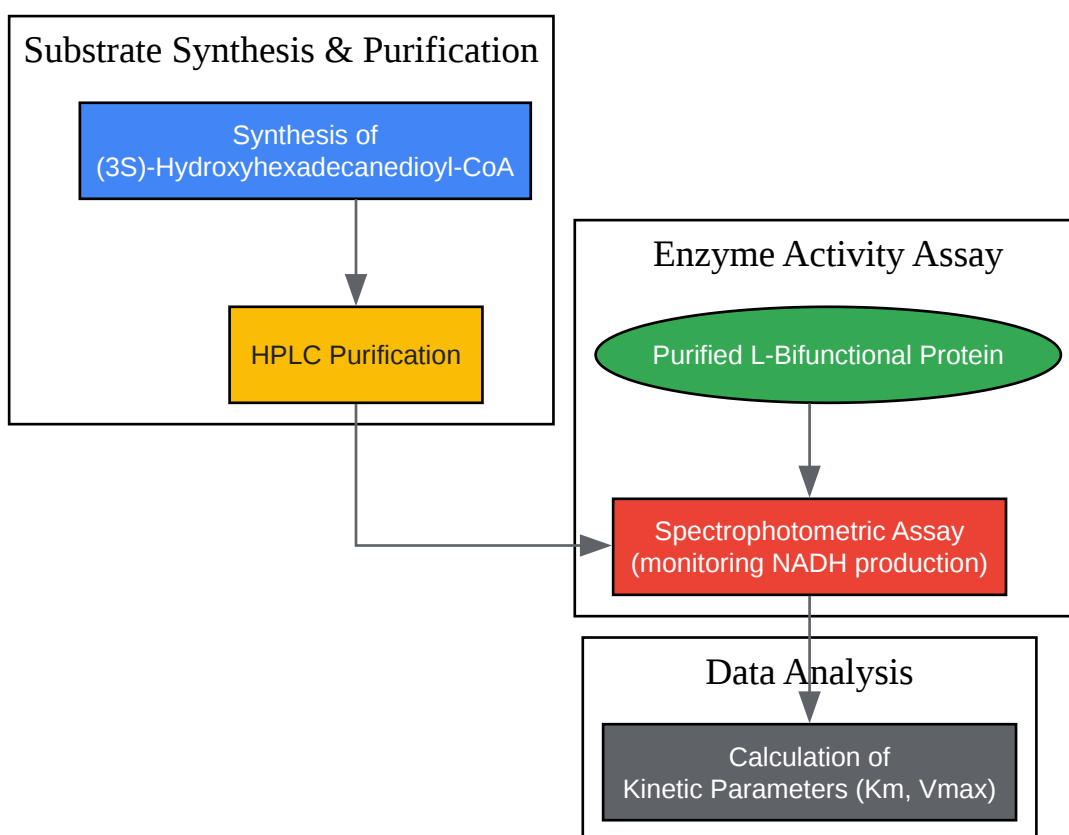 Substrate Synthesis & Purification
Synthesis of
(3S)-Hydroxyhexadecanedioyl-CoA
HPLC Purification
Enzyme Activity Assay
Purified L-Bifunctional Protein
Spectrophotometric Assay
(monitoring NADH production)
Data Analysis
Calculation of
Kinetic Parameters (Km, Vmax)